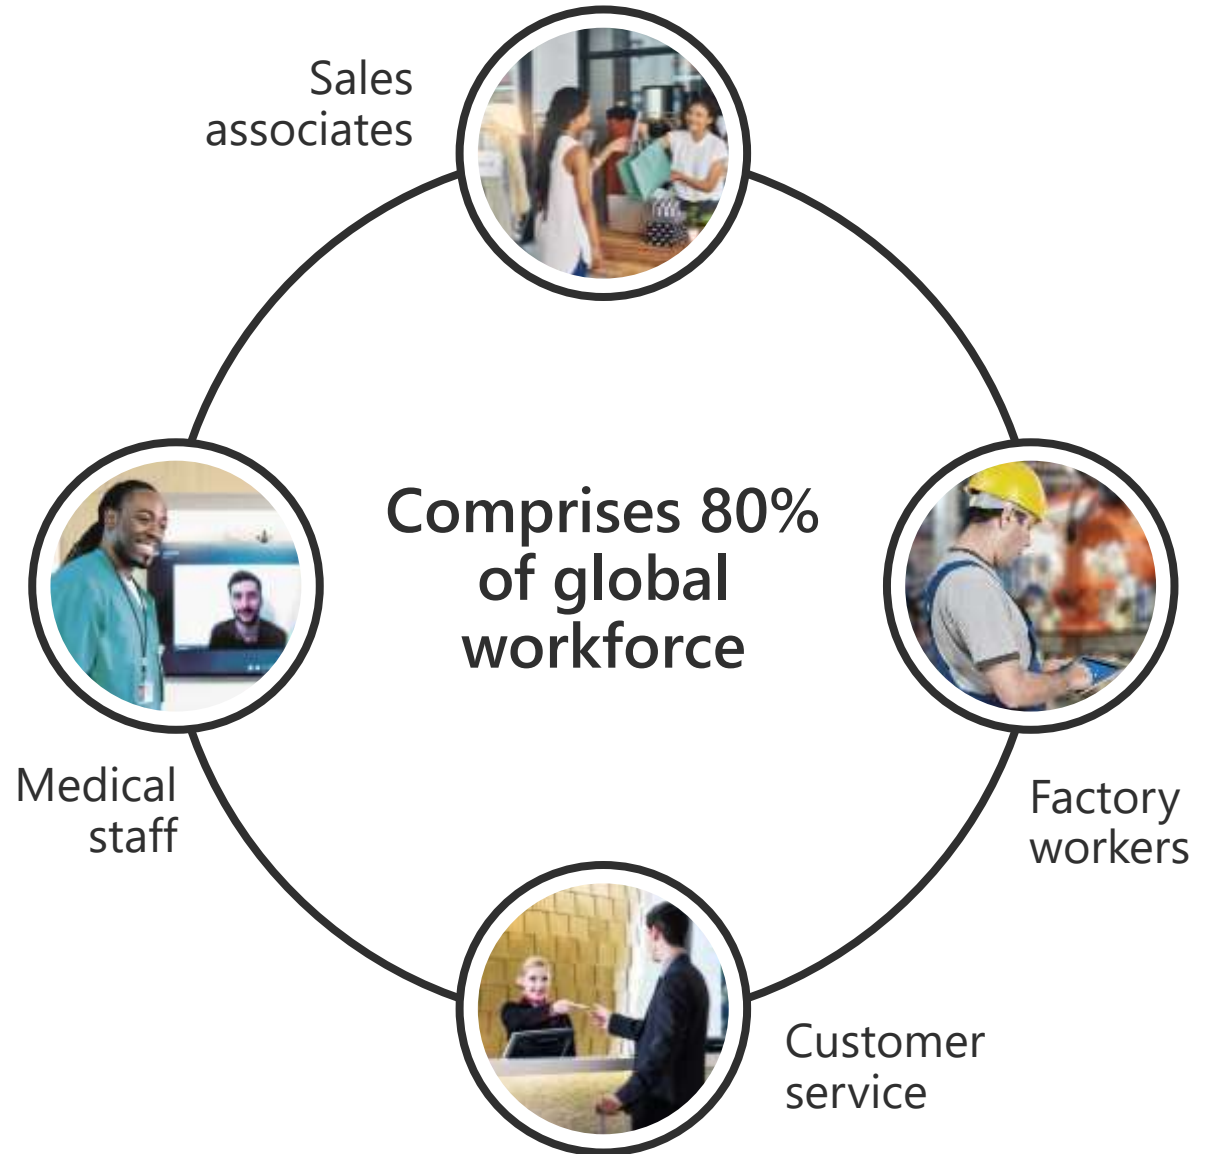 Sales
associates
Comprises 80%
of global
workforce
Medical
staff
Factory
workers
Customer
service